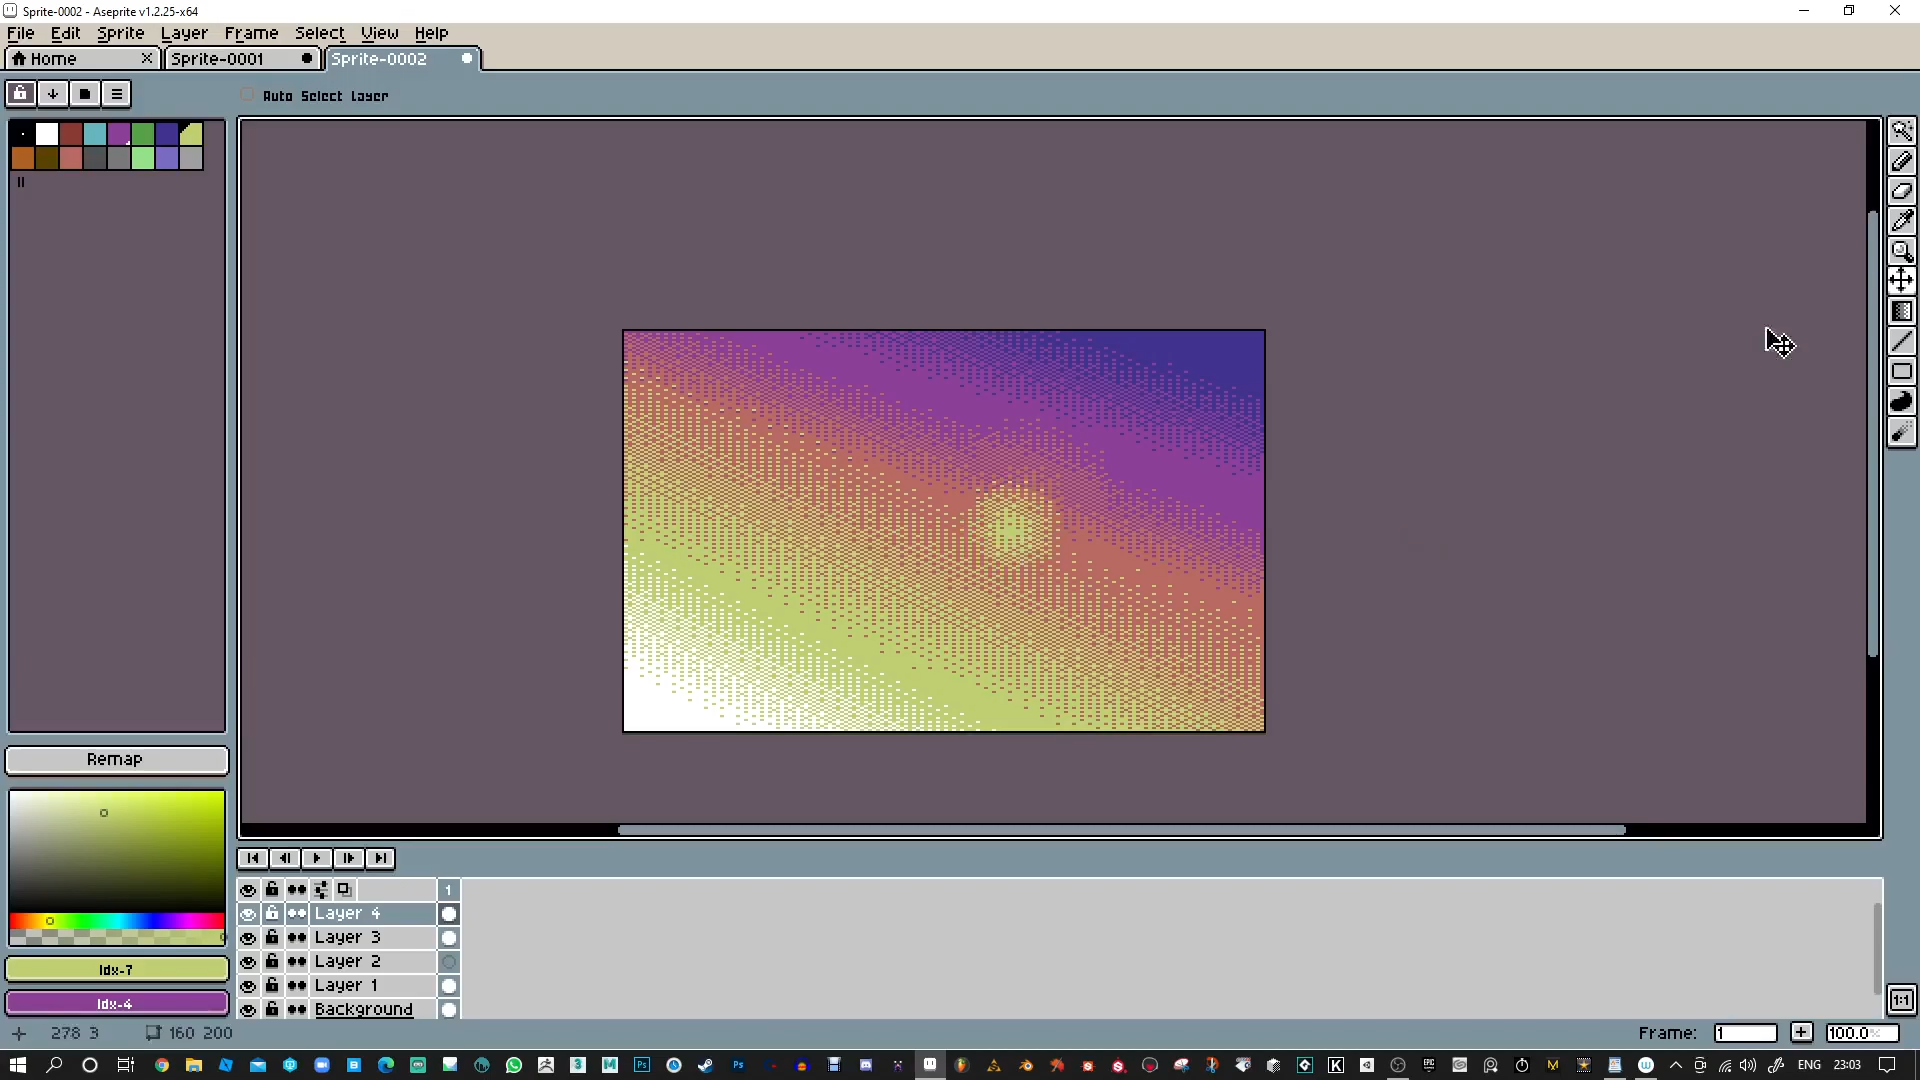 Sprite-0002 - Aseprite v1.2.25-x64
File Edit Sprite Layer Frame Select View Help
Home Sprite-0001 Sprite-0002
Auto Select Layer
Remap
1
Layer 4
Layer 3
Layer 2
Layer 1
Background
Idx-7
Idx-4
1:1
278 3 160 200
Frame: 1 100.0
ENG 23:03